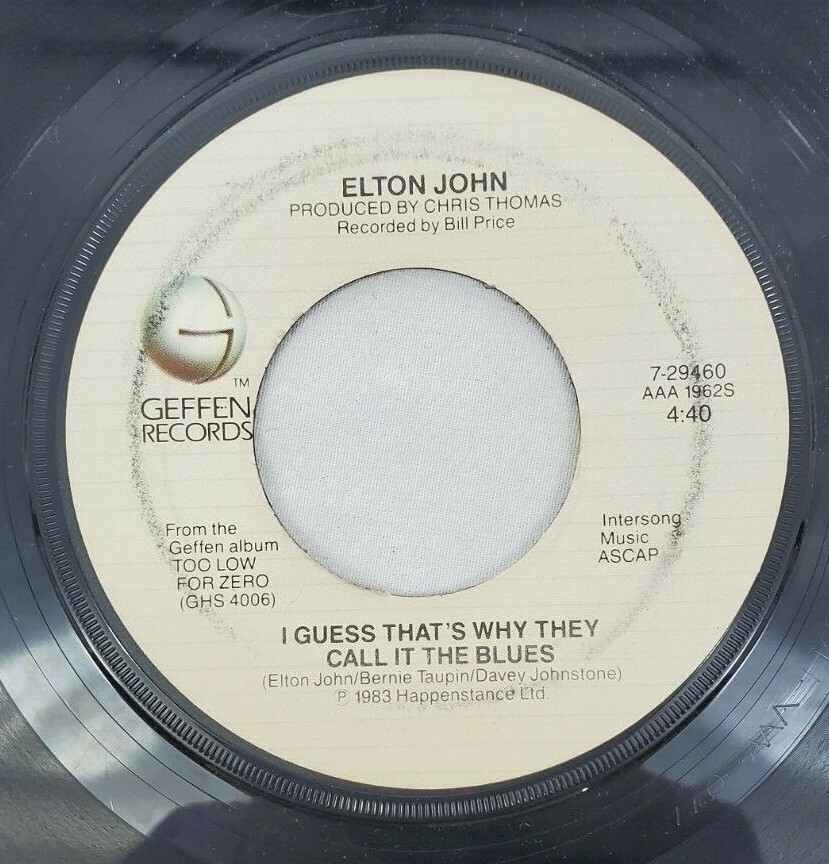 ELTON JOHN
PRODUCED BY CHRIS THOMAS
Recorded by Bill Price
TM
GEFFEN
RECORDS
7-29460
AAA 1962S
4:40
From the
Geffen album
TOO LOW
FOR ZERO
(GHS 4006)
Intersong
Music
ASCAP
I GUESS THAT'S WHY THEY
CALL IT THE BLUES
(Elton John/Bernie Taupin/Davey Johnstone)
℗ 1983 Happenstance Ltd.